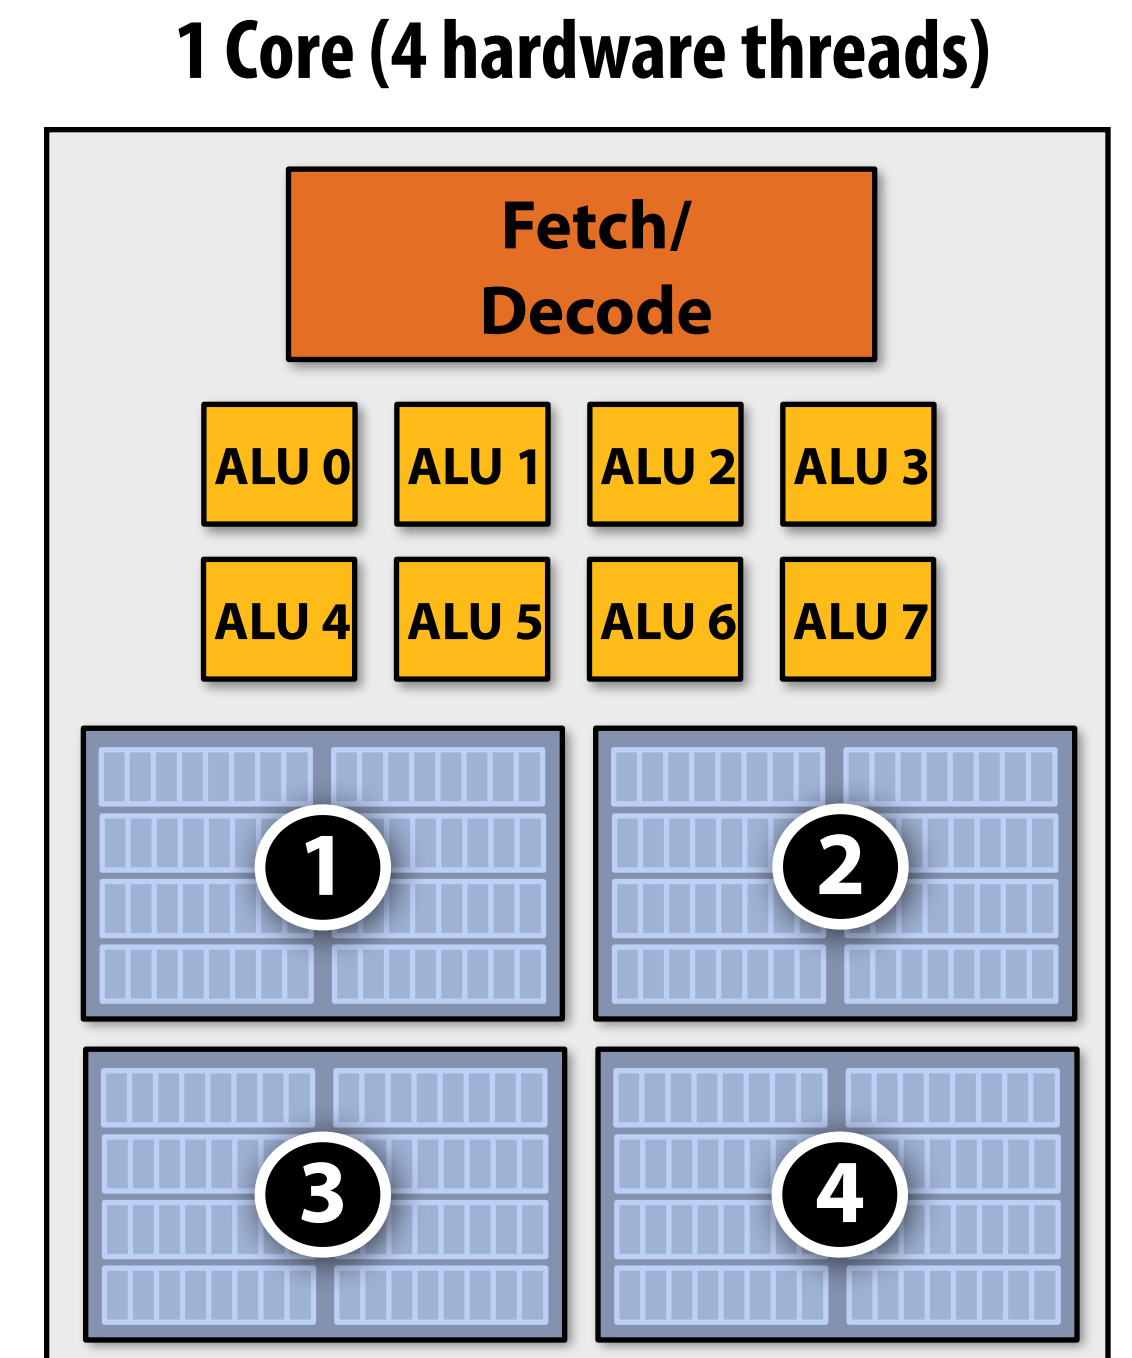 1 Core (4 hardware threads)
Fetch/
Decode
ALU 0 ALU 1 ALU 2 ALU 3
ALU 4 ALU 5 ALU 6 ALU 7
1 2
3 4